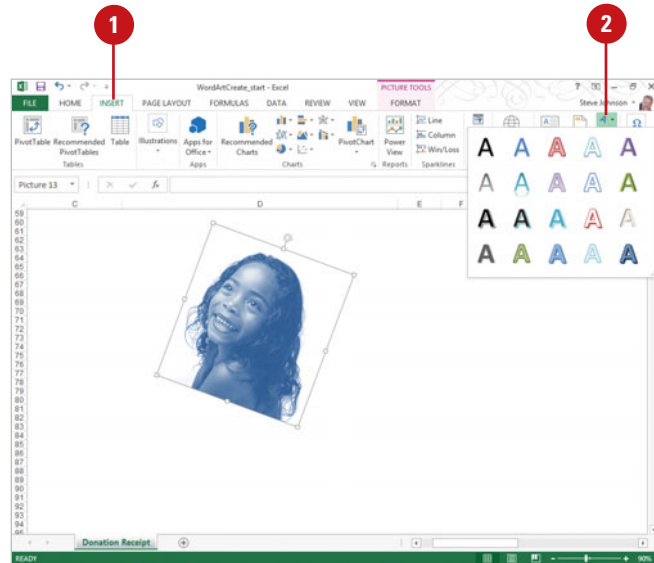 1
2
WordArtCreate_start - Excel
PICTURE TOOLS
FILE HOME INSERT PAGE LAYOUT FORMULAS DATA REVIEW VIEW FORMAT
Steve Johnson
PivotTable Recommended PivotTables Table
Tables
Illustrations
Apps for Office
Apps
Recommended Charts
PivotChart
Charts
Power View
Reports
Line
Column
Win/Loss
Sparklines
Ω
A A A A A
A A A A A
A A A A A
A A A A A
Picture 13
fx
C D E F
59
60
61
62
63
64
65
66
67
68
69
70
71
72
73
74
75
76
77
78
79
80
81
82
83
84
85
86
87
88
89
90
91
92
93
94
95
Donation Receipt
READY
90%